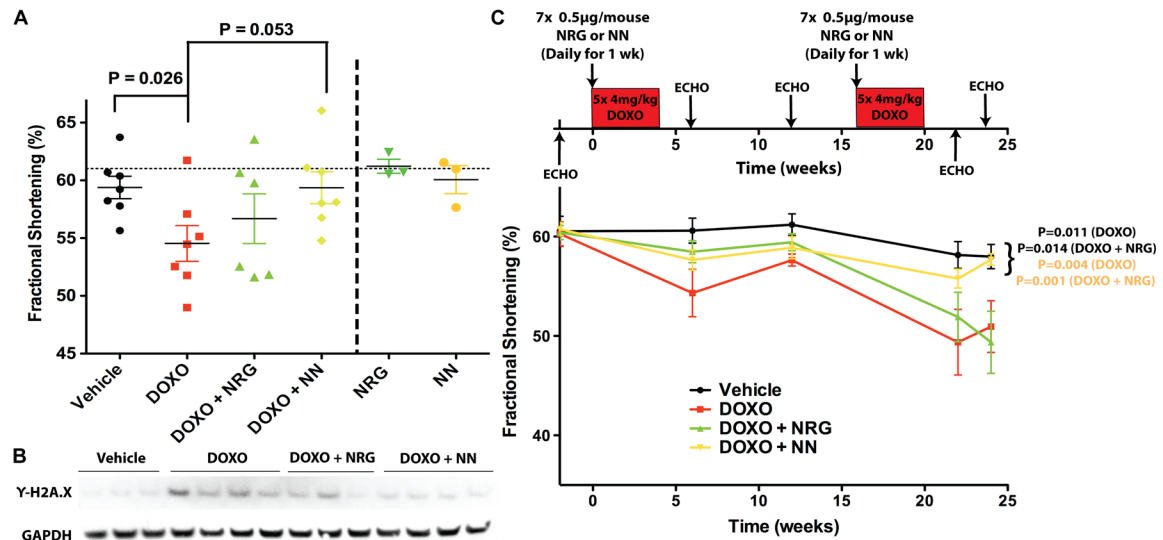 A
P = 0.053
P = 0.026
Fractional Shortening (%)
65
60
55
50
45
Vehicle
DOXO
DOXO + NRG
DOXO + NN
NRG
NN
B
Vehicle
DOXO
DOXO + NRG
DOXO + NN
Y-H2A.X
GAPDH
C
7x 0.5µg/mouse
NRG or NN
(Daily for 1 wk)
7x 0.5µg/mouse
NRG or NN
(Daily for 1 wk)
5x 4mg/kg
DOXO
ECHO
ECHO
5x 4mg/kg
DOXO
ECHO
0 5 10 15 20 25
Time (weeks)
ECHO
ECHO
Fractional Shortening (%)
60
50
40
P=0.011 (DOXO)
P=0.014 (DOXO + NRG)
P=0.004 (DOXO)
P=0.001 (DOXO + NRG)
}
Vehicle
DOXO
DOXO + NRG
DOXO + NN
0 5 10 15 20 25
Time (weeks)